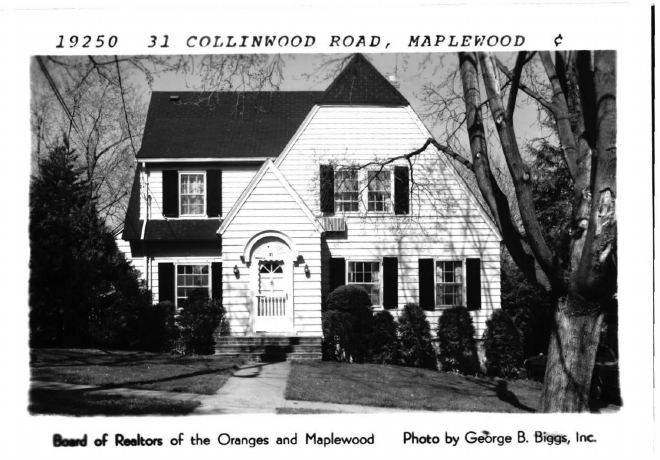 19250 31 COLLINWOOD ROAD, MAPLEWOOD ¢
Board of Realtors of the Oranges and Maplewood Photo by George B. Biggs, Inc.